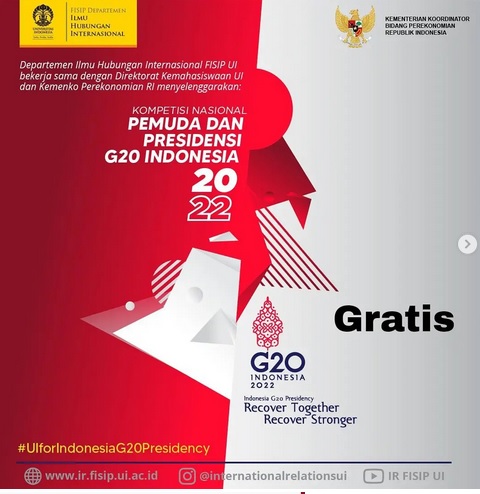 FISIP DEPARTEMEN
ILMU
HUBUNGAN
INTERNASIONAL
KEMENTERIAN KOORDINATOR
BIDANG PEREKONOMIAN
REPUBLIK INDONESIA
Departemen Ilmu Hubungan Internasional FISIP UI
bekerja sama dengan Direktorat Kemahasiswaan UI
dan Kemenko Perekonomian RI menyelenggarakan:
KOMPETISI NASIONAL
PEMUDA DAN
PRESIDENSI
G20 INDONESIA
20
22
Gratis
G20
INDONESIA
2022
Indonesia G20 Presidency
Recover Together
Recover Stronger
#UIforIndonesiaG20Presidency
www.ir.fisip.ui.ac.id @internationalrelationsui IR FISIP UI